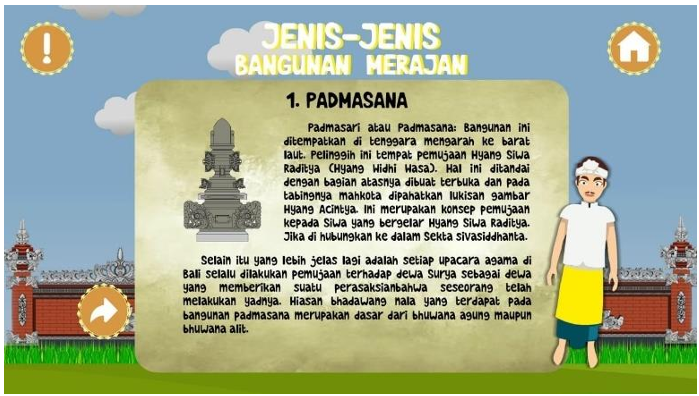 !
JENIS-JENIS
BANGUNAN MERAJAN
1. PADMASANA
Padmasari atau Padmasana: Bangunan ini
ditempatkan di tenggara mengarah ke barat
laut. Pelinggih ini tempat pemujaan Hyang Siwa
Raditya (Hyang Widhi Wasa). Hal ini ditandai
dengan bagian atasnya dibuat terbuka dan pada
tabingnya mahkota dipahatkan lukisan gambar
Hyang Acintya. Ini merupakan konsep pemujaan
kepada Siwa yang bergelar Hyang Siwa Raditya.
Jika di hubungkan ke dalam Sekta sivasiddhanta.
Selain itu yang lebih jelas lagi adalah setiap upacara agama di
Bali selalu dilakukan pemujaan terhadap dewa Surya sebagai dewa
yang memberikan suatu perasaksianbahwa seseorang telah
melakukan yadnya. Hiasan bhadawang nala yang terdapat pada
bangunan padmasana merupakan dasar dari bhuwana agung maupun
bhuwana alit.